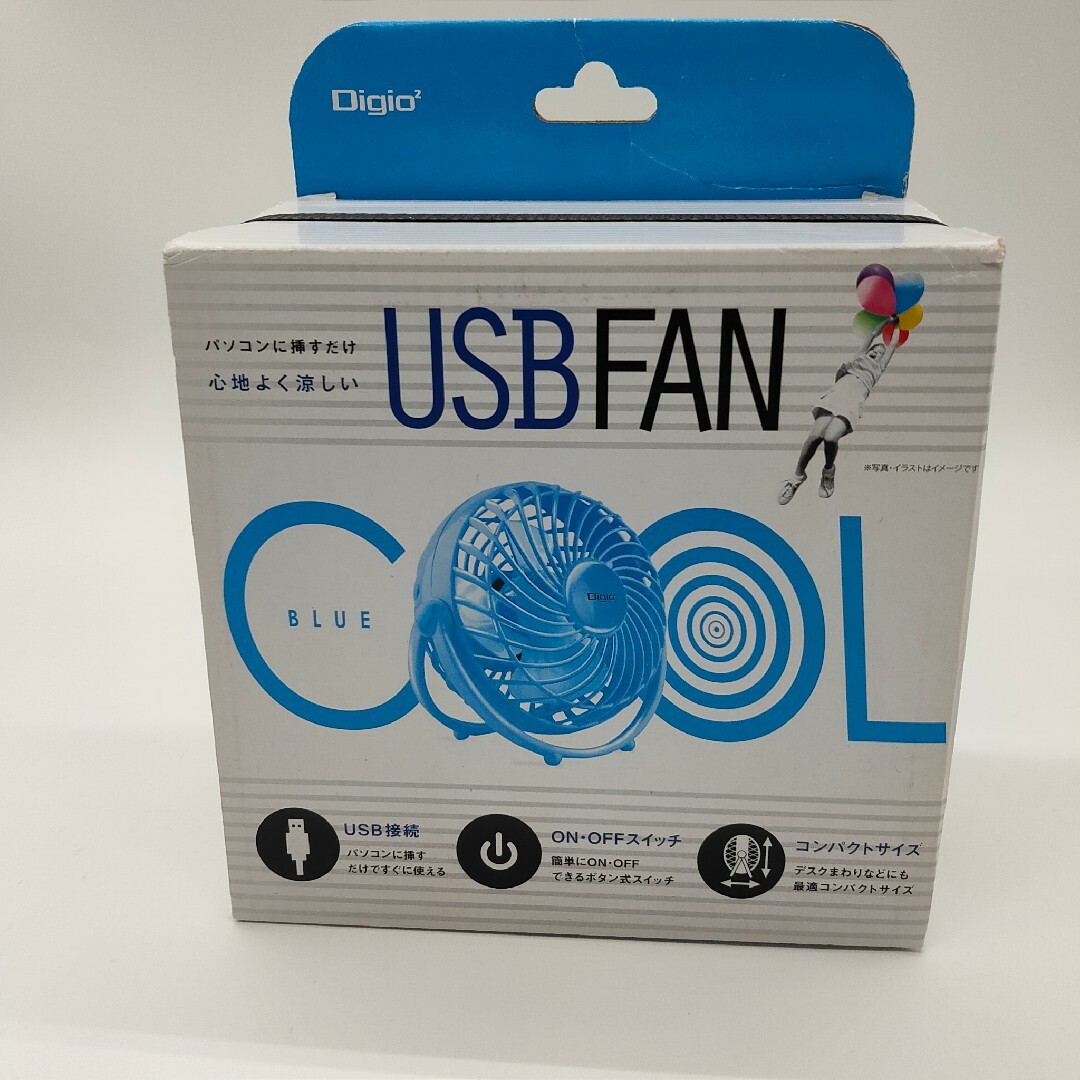 Digio²
パソコンに挿すだけ
心地よく涼しい
USB FAN
※写真・イラストはイメージです
COOL
BLUE
Digio²
USB接続
パソコンに挿す
だけですぐに使える
ON・OFFスイッチ
簡単にON・OFF
できるボタン式スイッチ
コンパクトサイズ
デスクまわりなどにも
最適コンパクトサイズ